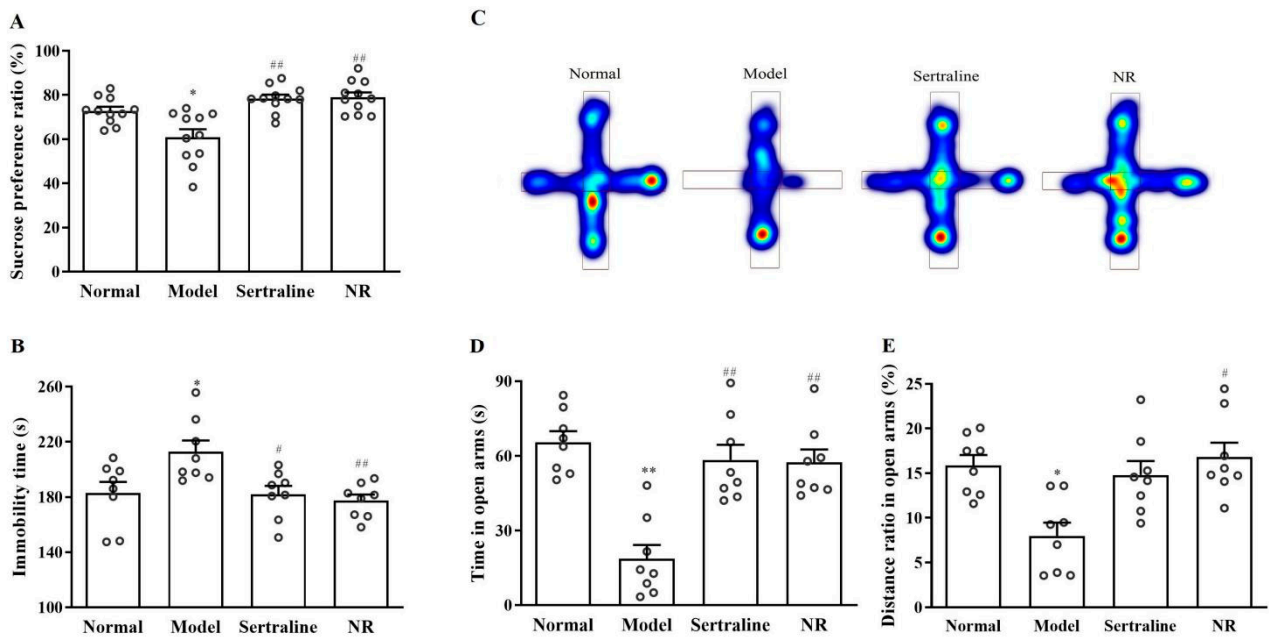 A
Sucrose preference ratio (%)
100
80
60
40
20
0
*
##
##
Normal Model Sertraline NR
C
Normal Model Sertraline NR
B
Immobility time (s)
260
220
180
140
100
*
#
##
Normal Model Sertraline NR
D
Time in open arms (s)
90
60
30
0
**
##
##
Normal Model Sertraline NR
E
Distance ratio in open arms (%)
25
20
15
10
5
0
*
#
Normal Model Sertraline NR